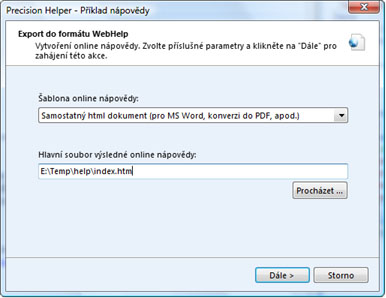 Precision Helper - Příklad nápovědy
Export do formátu WebHelp
Vytvoření online nápovědy. Zvolte příslušné parametry a klikněte na "Dále" pro
zahájení této akce.
Šablona online nápovědy:
Samostatný html dokument (pro MS Word, konverzi do PDF, apod.)
Hlavní soubor výsledné online nápovědy:
E:\Temp\help\index.htm
Procházet ...
Dále >
Storno